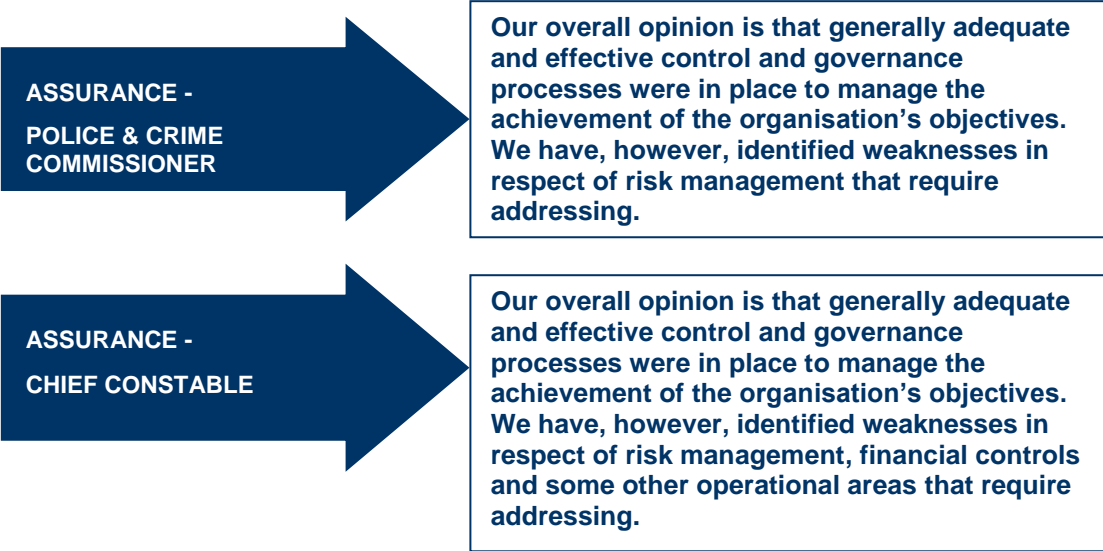 ASSURANCE -
POLICE & CRIME
COMMISSIONER
Our overall opinion is that generally adequate
and effective control and governance
processes were in place to manage the
achievement of the organisation's objectives.
We have, however, identified weaknesses in
respect of risk management that require
addressing.
ASSURANCE -
CHIEF CONSTABLE
Our overall opinion is that generally adequate
and effective control and governance
processes were in place to manage the
achievement of the organisation's objectives.
We have, however, identified weaknesses in
respect of risk management, financial controls
and some other operational areas that require
addressing.